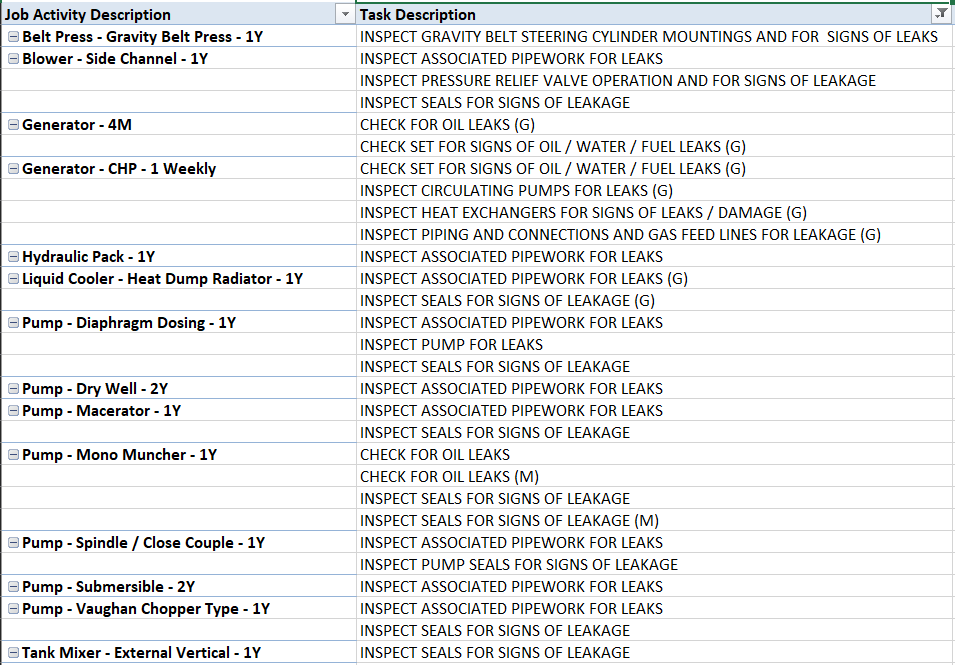 Job Activity Description Task Description
Belt Press - Gravity Belt Press - 1Y INSPECT GRAVITY BELT STEERING CYLINDER MOUNTINGS AND FOR  SIGNS OF LEAKS
Blower - Side Channel - 1Y INSPECT ASSOCIATED PIPEWORK FOR LEAKS
INSPECT PRESSURE RELIEF VALVE OPERATION AND FOR SIGNS OF LEAKAGE
INSPECT SEALS FOR SIGNS OF LEAKAGE
Generator - 4M CHECK FOR OIL LEAKS (G)
CHECK SET FOR SIGNS OF OIL / WATER / FUEL LEAKS (G)
Generator - CHP - 1 Weekly CHECK SET FOR SIGNS OF OIL / WATER / FUEL LEAKS (G)
INSPECT CIRCULATING PUMPS FOR LEAKS (G)
INSPECT HEAT EXCHANGERS FOR SIGNS OF LEAKS / DAMAGE (G)
INSPECT PIPING AND CONNECTIONS AND GAS FEED LINES FOR LEAKAGE (G)
Hydraulic Pack - 1Y INSPECT ASSOCIATED PIPEWORK FOR LEAKS
Liquid Cooler - Heat Dump Radiator - 1Y INSPECT ASSOCIATED PIPEWORK FOR LEAKS (G)
INSPECT SEALS FOR SIGNS OF LEAKAGE (G)
Pump - Diaphragm Dosing - 1Y INSPECT ASSOCIATED PIPEWORK FOR LEAKS
INSPECT PUMP FOR LEAKS
INSPECT SEALS FOR SIGNS OF LEAKAGE
Pump - Dry Well - 2Y INSPECT ASSOCIATED PIPEWORK FOR LEAKS
Pump - Macerator - 1Y INSPECT ASSOCIATED PIPEWORK FOR LEAKS
INSPECT SEALS FOR SIGNS OF LEAKAGE
Pump - Mono Muncher - 1Y CHECK FOR OIL LEAKS
CHECK FOR OIL LEAKS (M)
INSPECT SEALS FOR SIGNS OF LEAKAGE
INSPECT SEALS FOR SIGNS OF LEAKAGE (M)
Pump - Spindle / Close Couple - 1Y INSPECT ASSOCIATED PIPEWORK FOR LEAKS
INSPECT PUMP SEALS FOR SIGNS OF LEAKAGE
Pump - Submersible - 2Y INSPECT ASSOCIATED PIPEWORK FOR LEAKS
Pump - Vaughan Chopper Type - 1Y INSPECT ASSOCIATED PIPEWORK FOR LEAKS
INSPECT SEALS FOR SIGNS OF LEAKAGE
Tank Mixer - External Vertical - 1Y INSPECT SEALS FOR SIGNS OF LEAKAGE